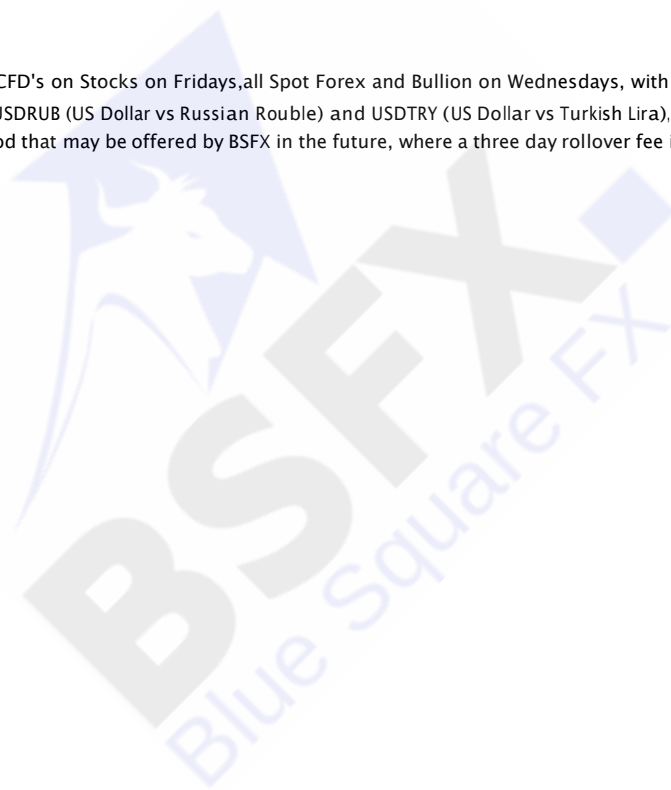 CFD's on Stocks on Fridays,all Spot Forex and Bullion on Wednesdays, with
USDRUB (US Dollar vs Russian Rouble) and USDTRY (US Dollar vs Turkish Lira),
that may be offered by BSFX in the future, where a three day rollover fee
BSFX
Blue Square FX